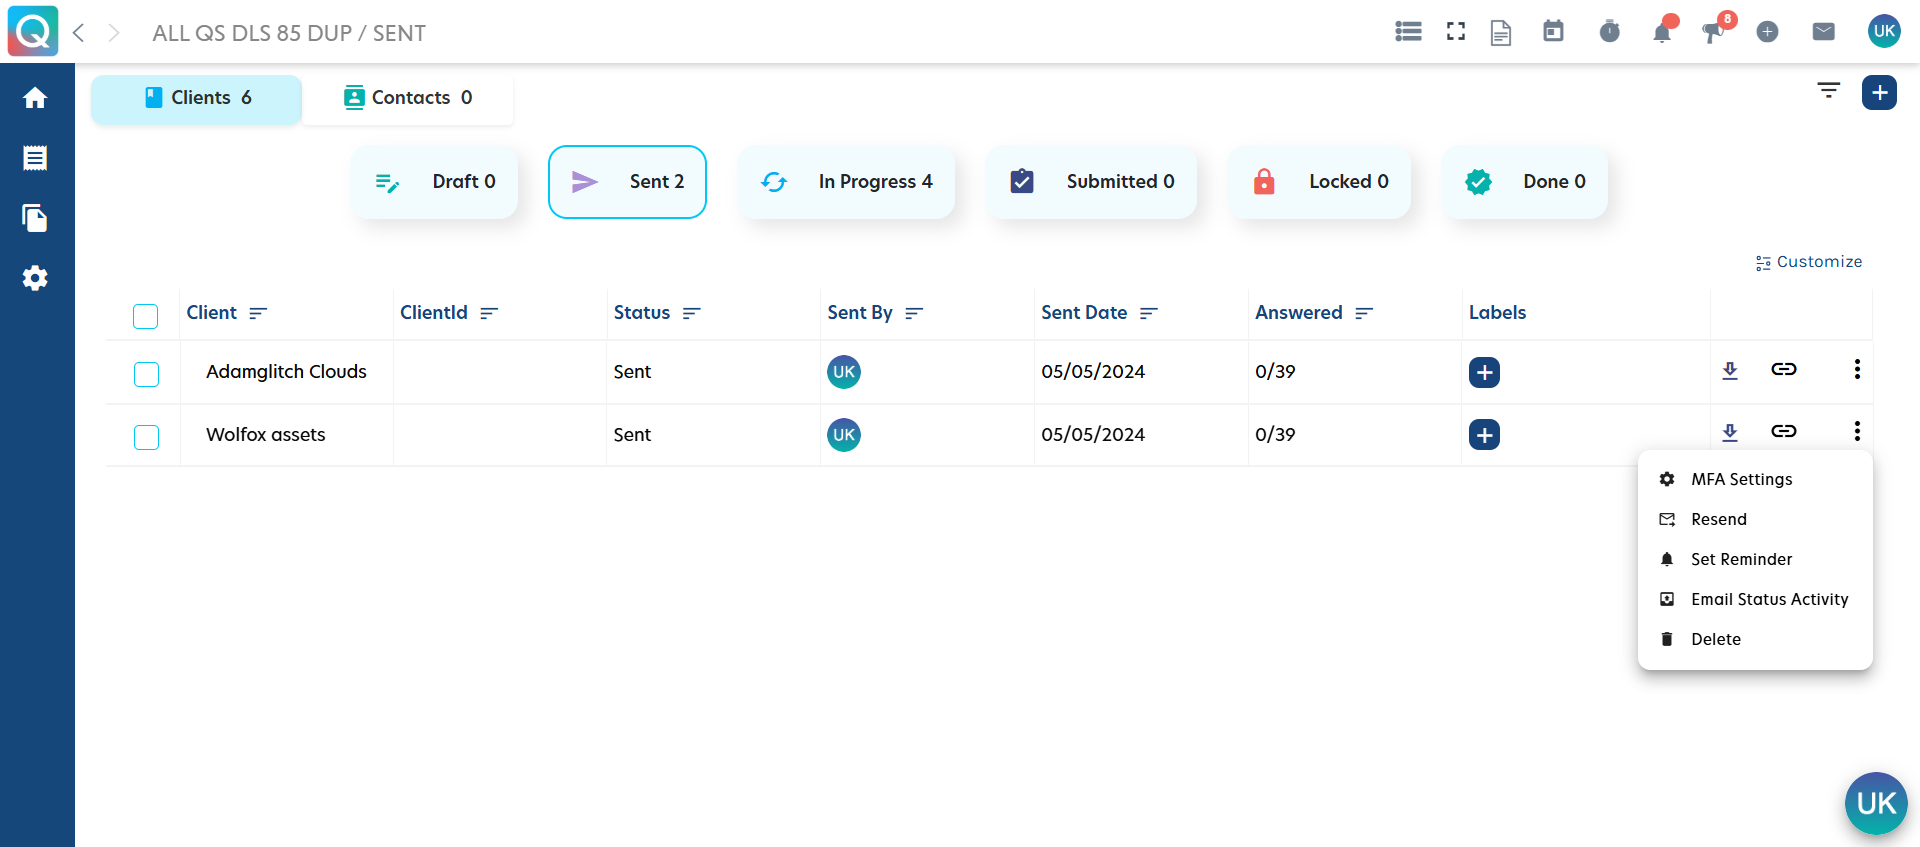 ALL QS DLS 85 DUP / SENT
8
UK
Clients 6
Contacts 0
Draft 0
Sent 2
In Progress 4
Submitted 0
Locked 0
Done 0
Customize
Client ClientId Status Sent By Sent Date Answered Labels
Adamglitch Clouds Sent UK 05/05/2024 0/39
Wolfox assets Sent UK 05/05/2024 0/39
MFA Settings
Resend
Set Reminder
Email Status Activity
Delete
UK